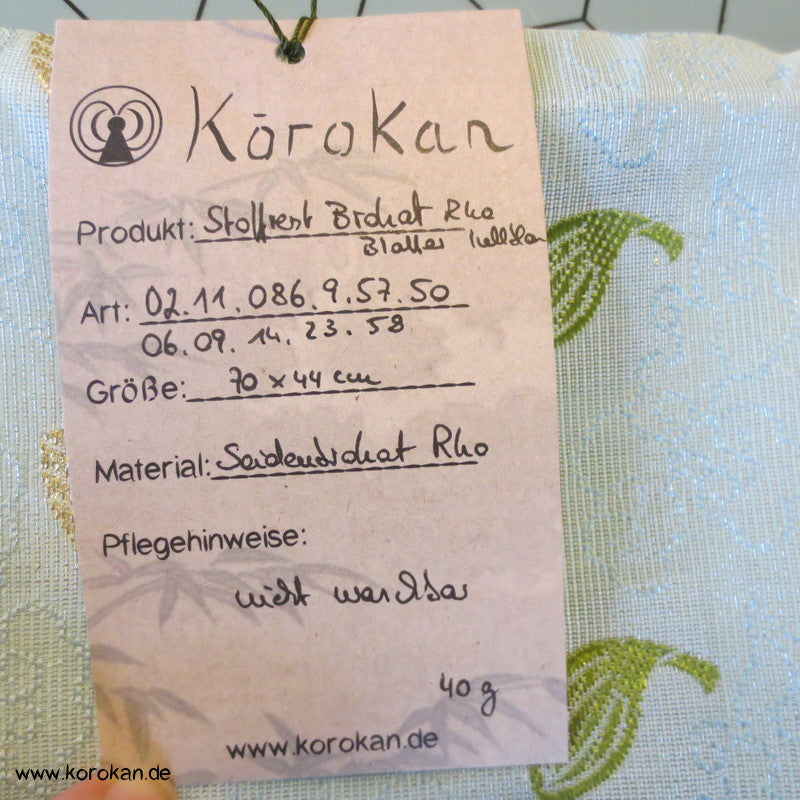 Kōrokan
Produkt: Stoffrest Brokat Rho
Blätter hellblau
Art: 02.11.086.9.57.50
06.09.14.23.58
Größe: 70 x 44 cm
Material: Seidenbrokat Rho
Pflegehinweise:
nicht waschbar
40 g
www.korokan.de
www.korokan.de